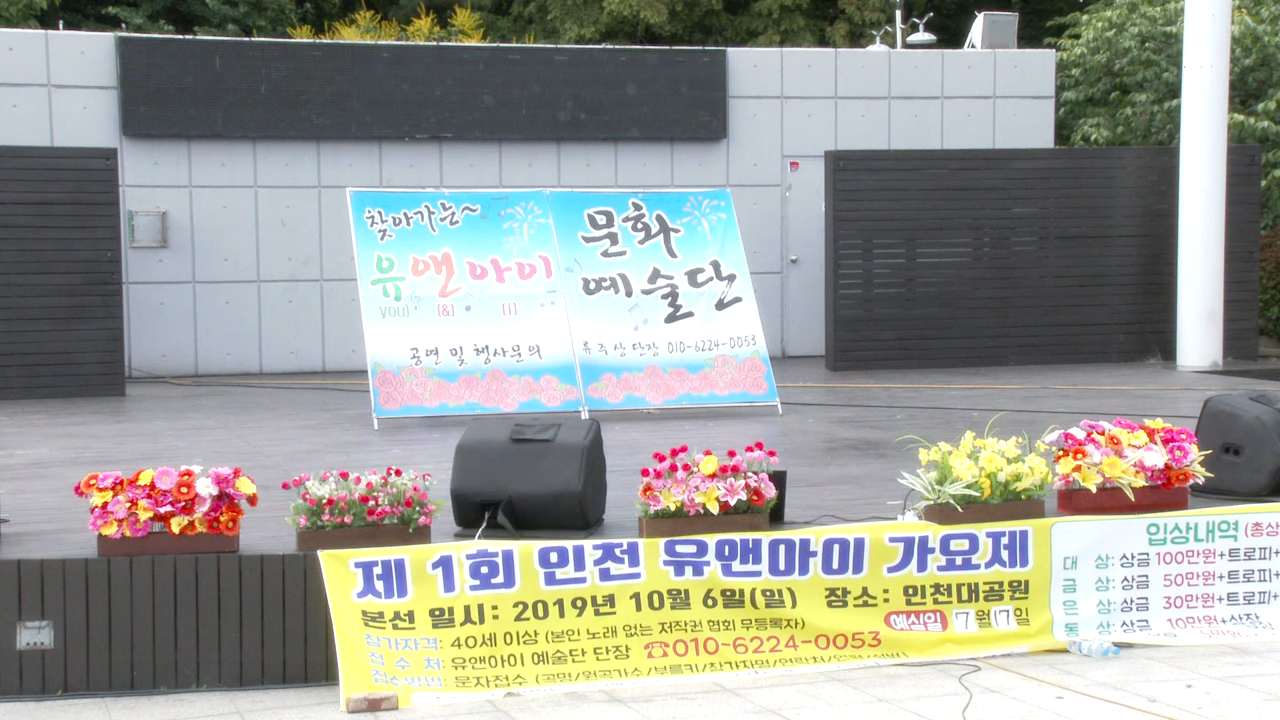 찾아가는~
유앤아이
you) (&) (i)
공연 및 행사문의
문화
예술단
류주상 단장 010-6224-0053
제 1회 인천 유앤아이 가요제
본선 일시: 2019년 10월 6일(일) 장소: 인천대공원
참가자격: 40세 이상 (본인 노래 없는 저작권 협회 무등록자)
예심일 7월 17일
접 수 처: 유앤아이 예술단 단장 ☎010-6224-0053
접수방법: 문자접수
입상내역 (총상
대 상: 상금 100만원+트로피+
금 상: 상금 50만원+트로피+
은 상: 상금 30만원+트로피+
동 상: 상금 10만원+상장